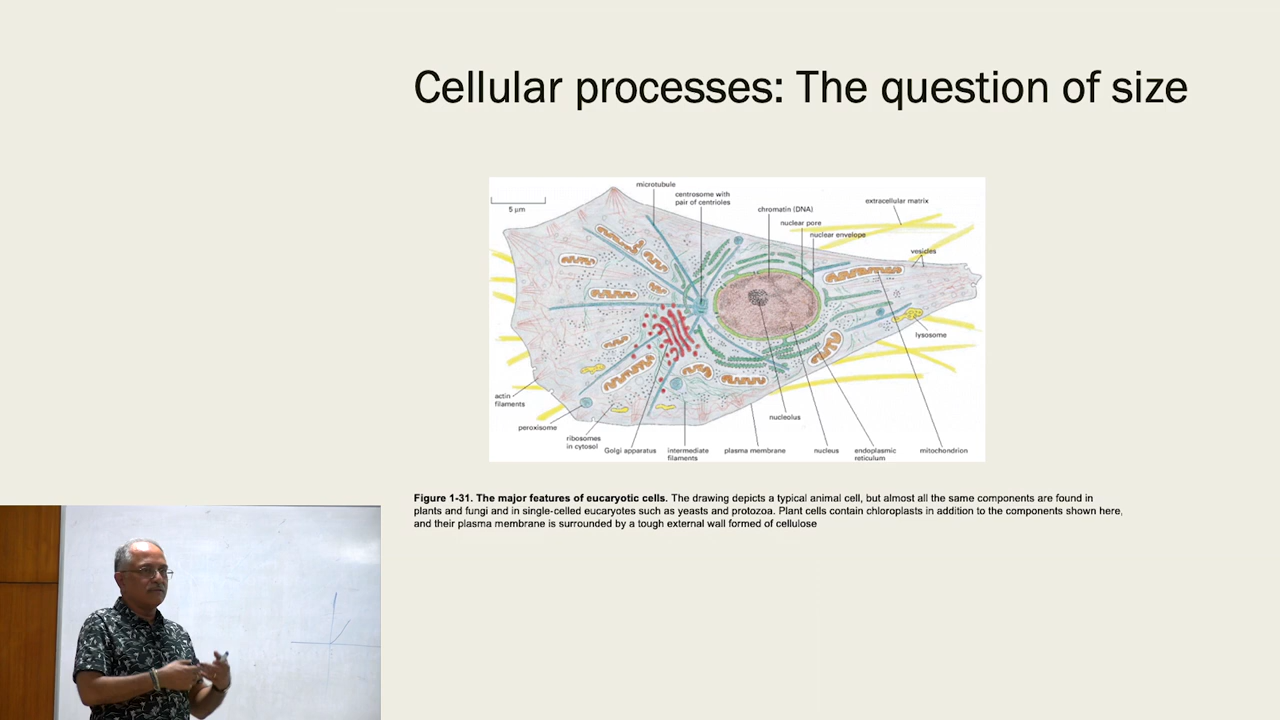 Cellular processes: The question of size
microtubule
centrosome with
pair of centrioles
5 µm
chromatin (DNA)
nuclear pore
nuclear envelope
extracellular matrix
vesicles
lysosome
actin
filaments
peroxisome
ribosomes
in cytosol
Golgi apparatus
intermediate
filaments
plasma membrane
nucleolus
nucleus
endoplasmic
reticulum
mitochondrion
Figure 1-31. The major features of eucaryotic cells. The drawing depicts a typical animal cell, but almost all the same components are found in
plants and fungi and in single-celled eucaryotes such as yeasts and protozoa. Plant cells contain chloroplasts in addition to the components shown here,
and their plasma membrane is surrounded by a tough external wall formed of cellulose